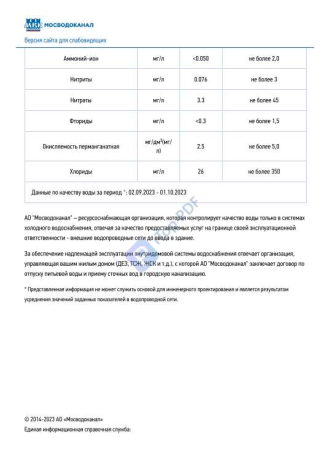 МОСВОДОКАНАЛ
Версия сайта для слабовидящих
Аммоний-ион мг/л <0.050 не более 2,0
Нитриты мг/л 0.076 не более 3
Нитраты мг/л 3.3 не более 45
Фториды мг/л <0.3 не более 1,5
Окисляемость перманганатная мг/дм³(мг/л) 2.5 не более 5,0
Хлориды мг/л 26 не более 350
Данные по качеству воды за период *: 02.09.2023 - 01.10.2023
АО "Мосводоканал" – ресурсоснабжающая организация, которая контролирует качество воды только в системах
холодного водоснабжения, отвечая за качество предоставляемых услуг на границе своей эксплуатационной
ответственности - внешние водопроводные сети до ввода в здание.
За обеспечение надлежащей эксплуатации внутридомовой системы водоснабжения отвечает организация,
управляющая вашим жилым домом (ДЕЗ, ТСЖ, ЖСК и т.д.), с которой АО "Мосводоканал" заключает договор по
отпуску питьевой воды и приему сточных вод в городскую канализацию.
* Представленная информация не может служить основой для инженерного проектирования и является результатом
усреднения значений заданных показателей в водопроводной сети.
© 2014-2023 АО «Мосводоканал»
Единая информационная справочная служба: